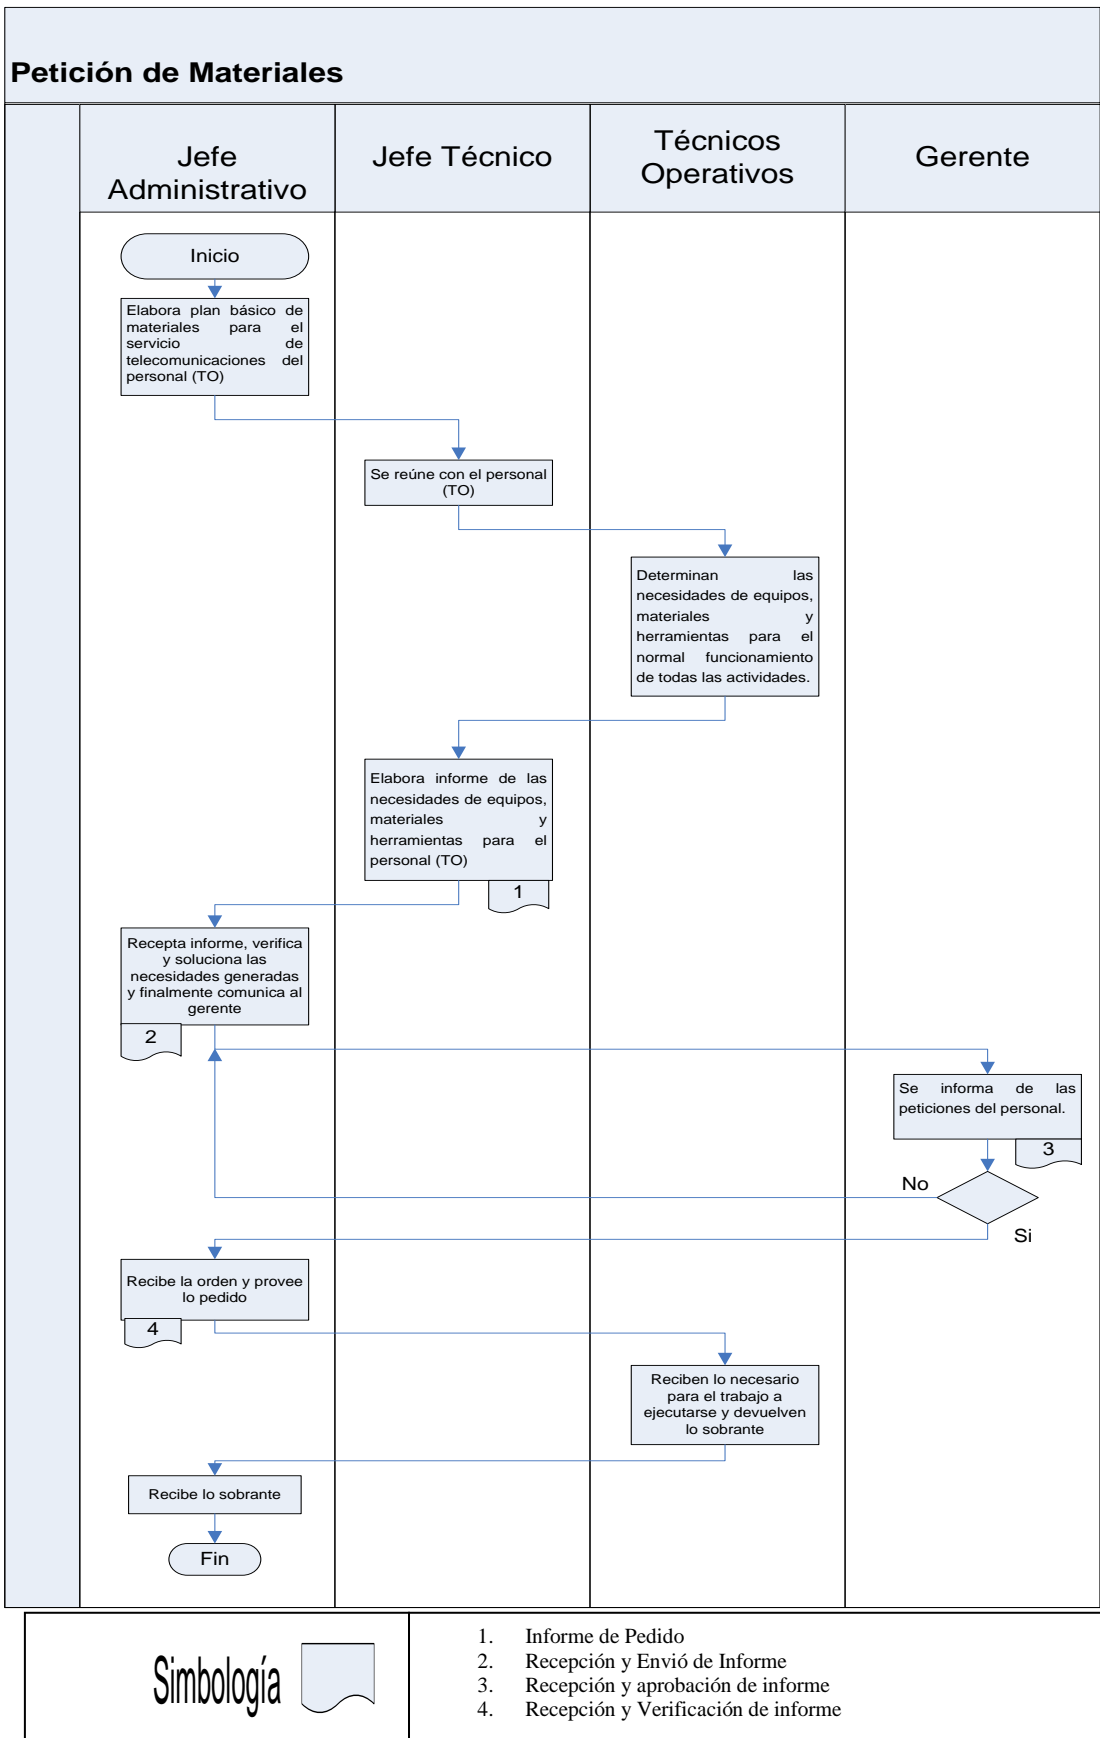 Petición de Materiales
Jefe
Administrativo
Jefe Técnico
Técnicos
Operativos
Gerente
Inicio
Elabora plan básico de
materiales para el
servicio de
telecomunicaciones del
personal (TO)
Se reúne con el personal
(TO)
Determinan las
necesidades de equipos,
materiales y
herramientas para el
normal funcionamiento
de todas las actividades.
Elabora informe de las
necesidades de equipos,
materiales y
herramientas para el
personal (TO)
1
Recepta informe, verifica
y soluciona las
necesidades generadas
y finalmente comunica al
gerente
2
Se informa de las
peticiones del personal.
3
No
Si
Recibe la orden y provee
lo pedido
4
Reciben lo necesario
para el trabajo a
ejecutarse y devuelven
lo sobrante
Recibe lo sobrante
Fin
Simbología
1. Informe de Pedido
2. Recepción y Envió de Informe
3. Recepción y aprobación de informe
4. Recepción y Verificación de informe